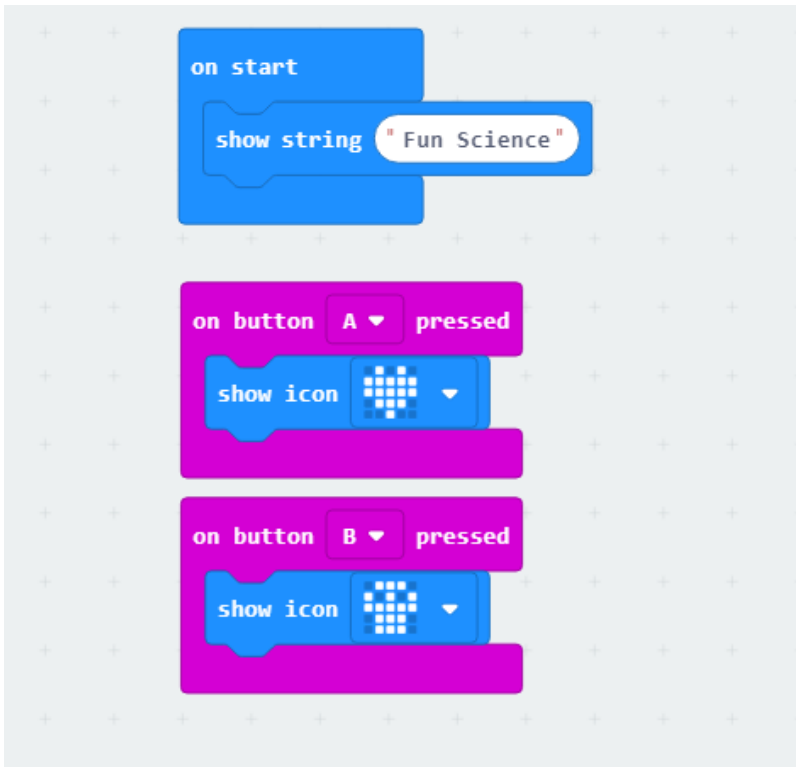 on start
show string "Fun Science"
on button A pressed
show icon
on button B pressed
show icon